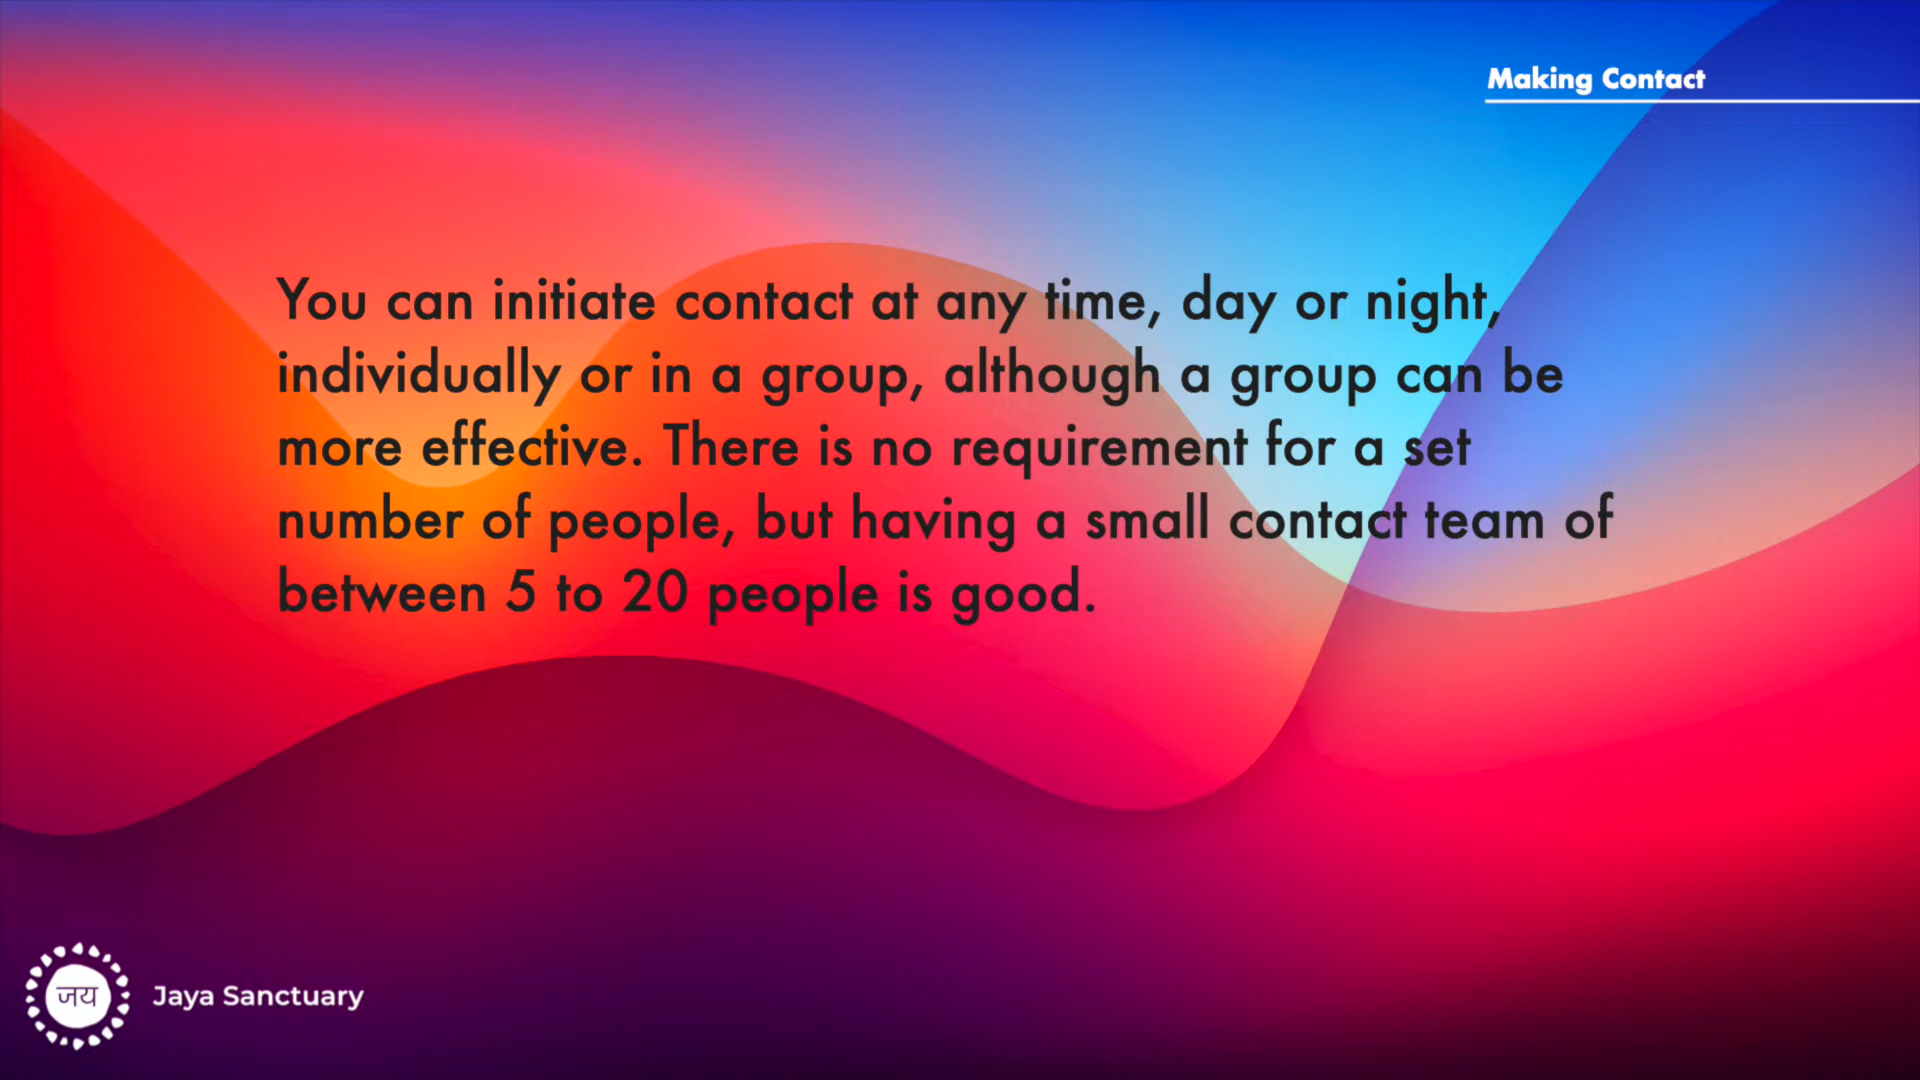 Making Contact
You can initiate contact at any time, day or night,
individually or in a group, although a group can be
more effective. There is no requirement for a set
number of people, but having a small contact team of
between 5 to 20 people is good.
जय
Jaya Sanctuary